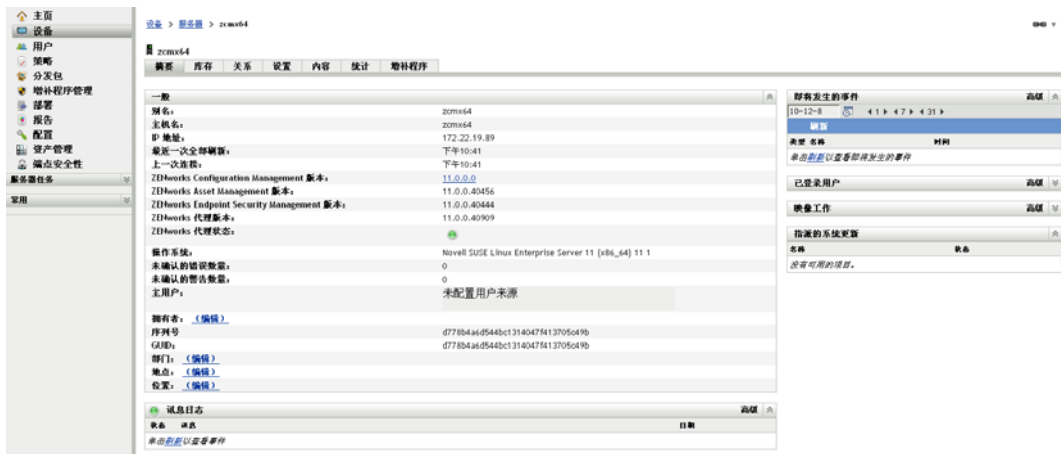 主页
设备
用户
策略
分发包
增补程序管理
部署
报告
配置
资产管理
端点安全性
服务器任务
常用
设备 > 服务器 > zcmx64
zcmx64
摘要 库存 关系 设置 内容 统计 增补程序
一般
别名: zcmx64
主机名: zcmx64
IP 地址: 172.22.19.89
最近一次全部刷新: 下午10:41
上一次连接: 下午10:41
ZENworks Configuration Management 版本: 11.0.0.0
ZENworks Asset Management 版本: 11.0.0.40456
ZENworks Endpoint Security Management 版本: 11.0.0.40444
ZENworks 代理版本: 11.0.0.40909
ZENworks 代理状态:
操作系统: Novell SUSE Linux Enterprise Server 11 (x86_64) 11 1
未确认的错误数量: 0
未确认的警告数量: 0
主用户: 未配置用户来源
拥有者: (编辑)
序列号 d778b4a6d544bc1314047f413705c49b
GUID: d778b4a6d544bc1314047f413705c49b
部门: (编辑)
地点: (编辑)
位置: (编辑)
讯息日志 高级
状态 讯息 日期
单击刷新以查看事件
即将发生的事件 高级
10-12-8 1 7 31
刷新
类型 名称 时间
单击刷新以查看即将发生的事件
已登录用户 高级
映像工作 高级
指派的系统更新
名称 状态
没有可用的项目。